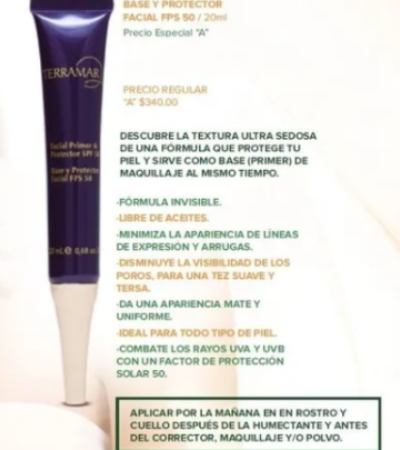 BASE Y PROTECTOR
FACIAL FPS 50 / 20ml
Precio Especial "A"
PRECIO REGULAR
"A" $340.00
TERRAMAR
Facial Primer &
Protector SPF 50
Base y Protector
Facial FPS 50
DESCUBRE LA TEXTURA ULTRA SEDOSA
DE UNA FÓRMULA QUE PROTEGE TU
PIEL Y SIRVE COMO BASE (PRIMER) DE
MAQUILLAJE AL MISMO TIEMPO.
-FÓRMULA INVISIBLE.
-LIBRE DE ACEITES.
-MINIMIZA LA APARIENCIA DE LÍNEAS
DE EXPRESIÓN Y ARRUGAS.
-DISMINUYE LA VISIBILIDAD DE LOS
POROS, PARA UNA TEZ SUAVE Y
TERSA.
-DA UNA APARIENCIA MATE Y
UNIFORME.
-IDEAL PARA TODO TIPO DE PIEL.
-COMBATE LOS RAYOS UVA Y UVB
CON UN FACTOR DE PROTECCIÓN
SOLAR 50.
APLICAR POR LA MAÑANA EN EN ROSTRO Y
CUELLO DESPUÉS DE LA HUMECTANTE Y ANTES
DEL CORRECTOR, MAQUILLAJE Y/O POLVO.